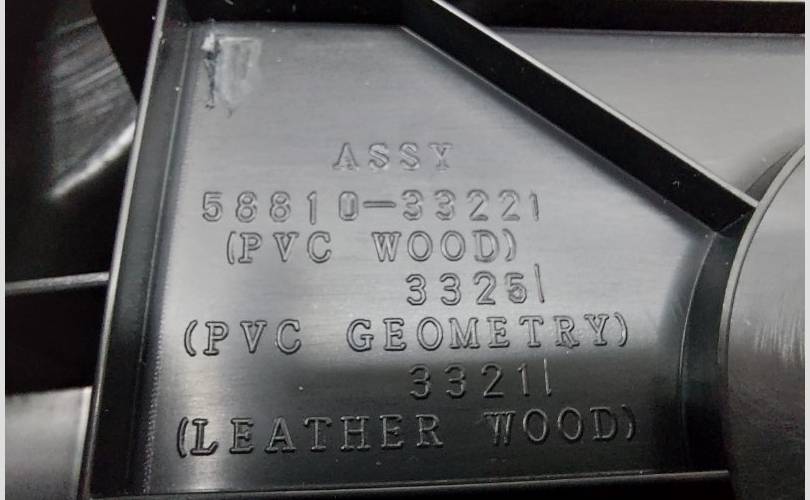 ASSY
58810-33221
(PVC WOOD)
33251
(PVC GEOMETRY)
33211
(LEATHER WOOD)